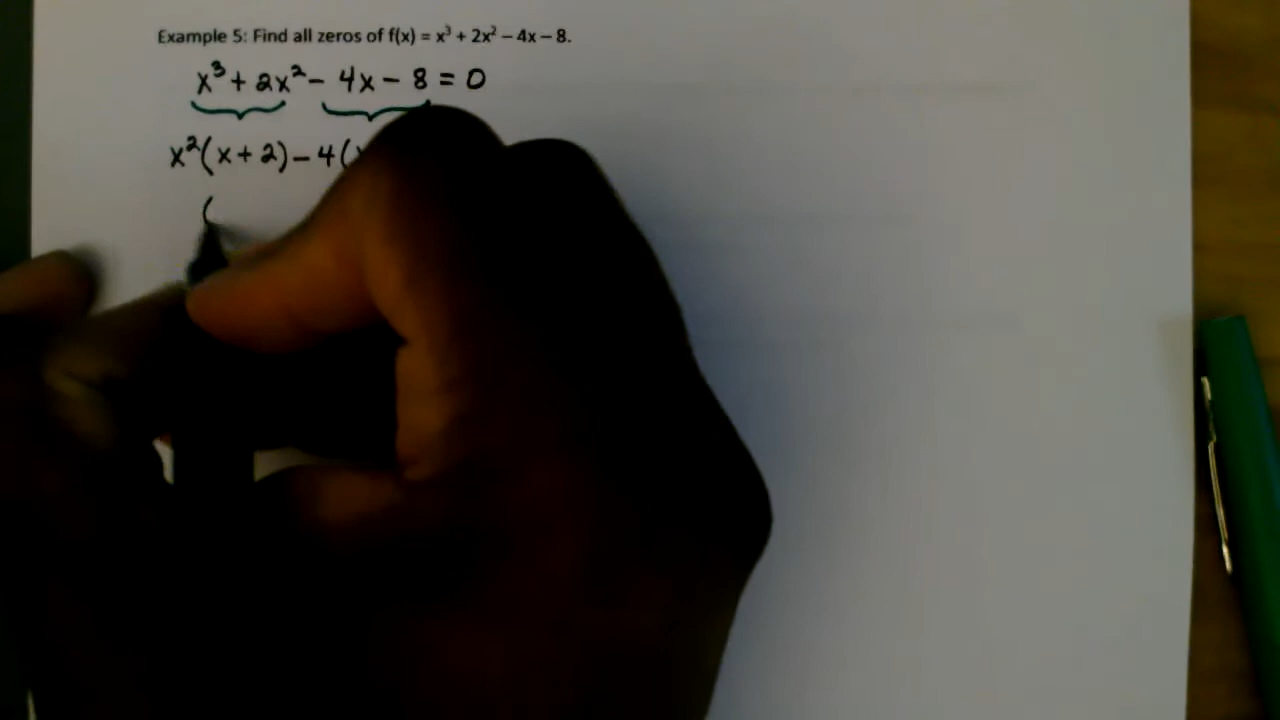 Example 5: Find all zeros of f(x) = x³ + 2x² – 4x – 8.
x³ + 2x² – 4x – 8 = 0
x²(x + 2) – 4(
(